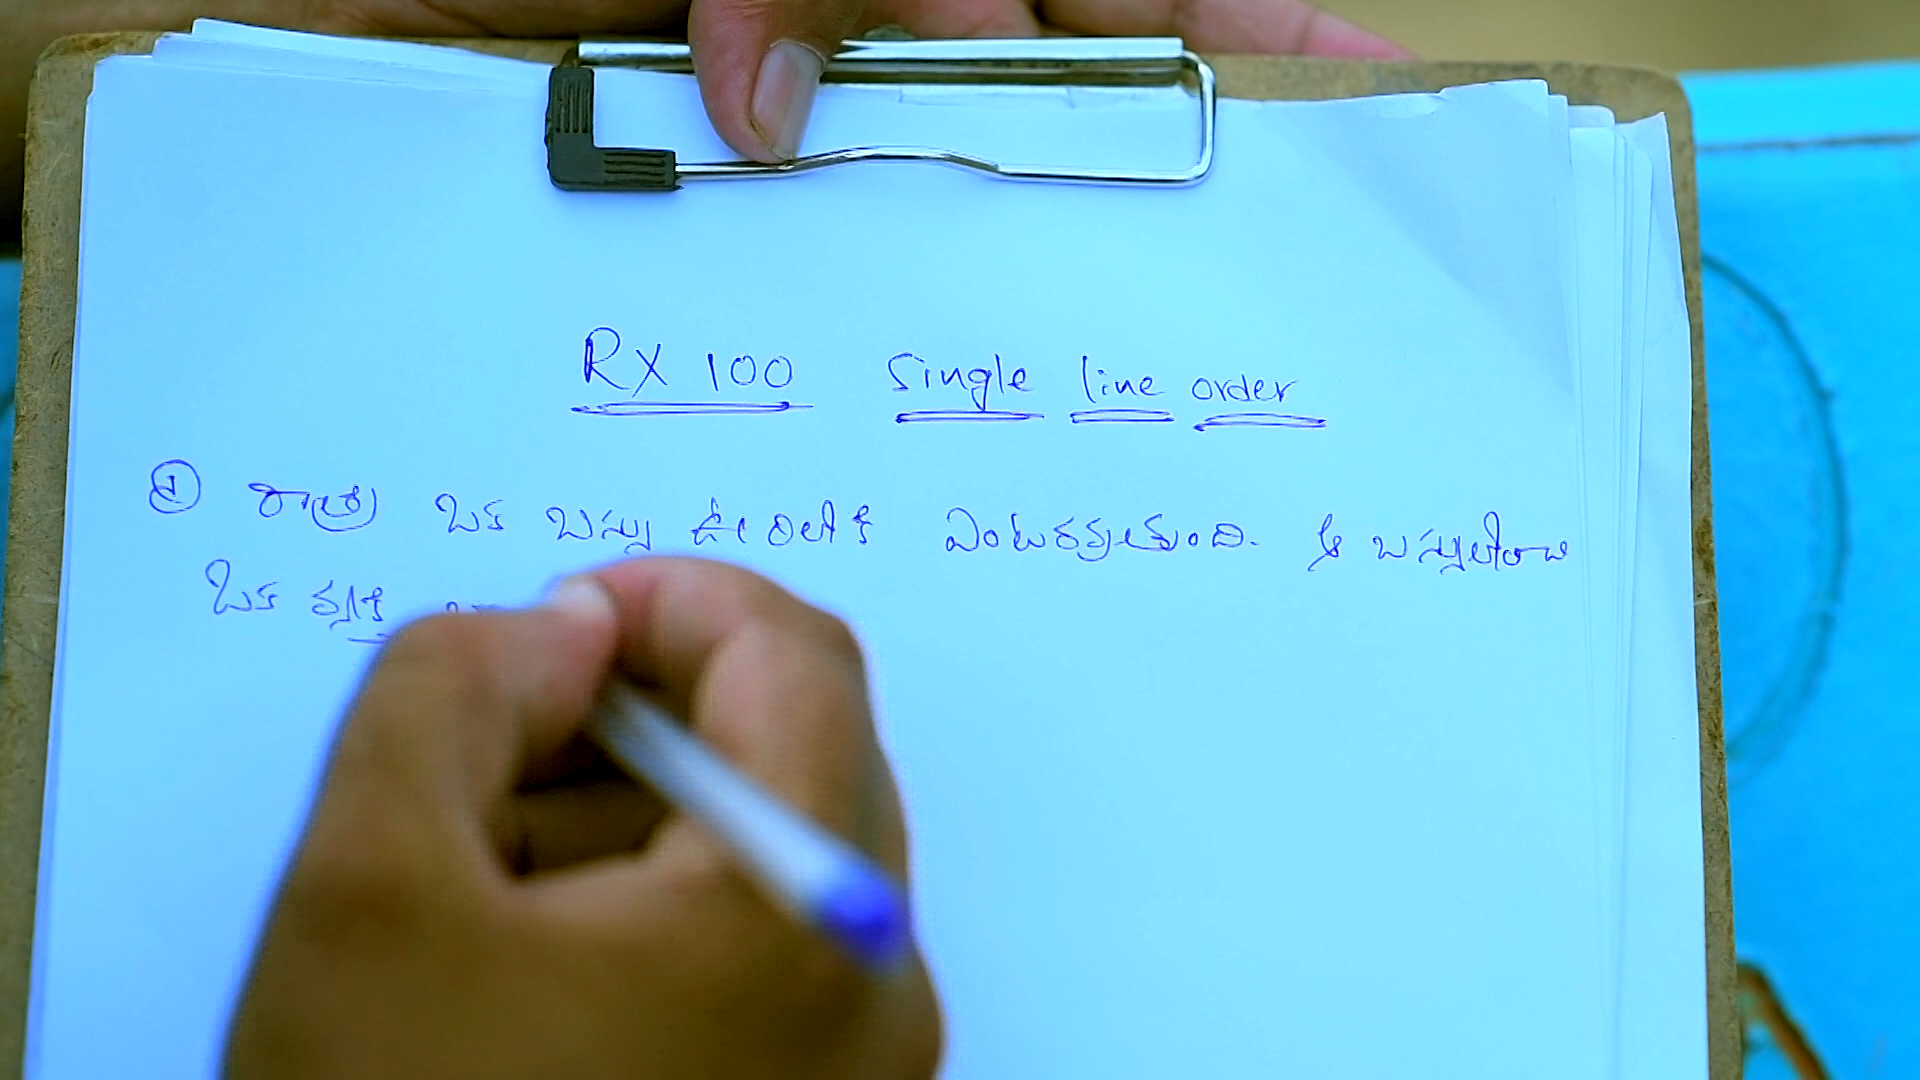 RX 100 Single line order
① రాత్రి ఒక బస్సు ఊరిలోకి ఎంటరవుతుంది. ఆ బస్సులోంచి
ఒక వ్యక్తి